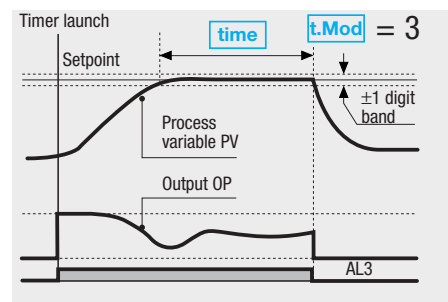 Timer launch
time
t.Mod = 3
Setpoint
±1 digit
band
Process
variable PV
Output OP
AL3